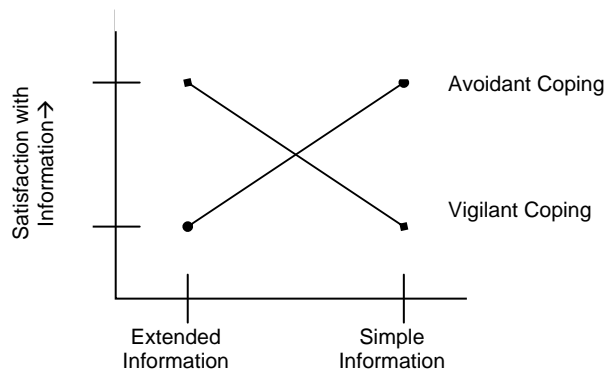 Satisfaction with
Information→
Avoidant Coping
Vigilant Coping
Extended
Information
Simple
Information